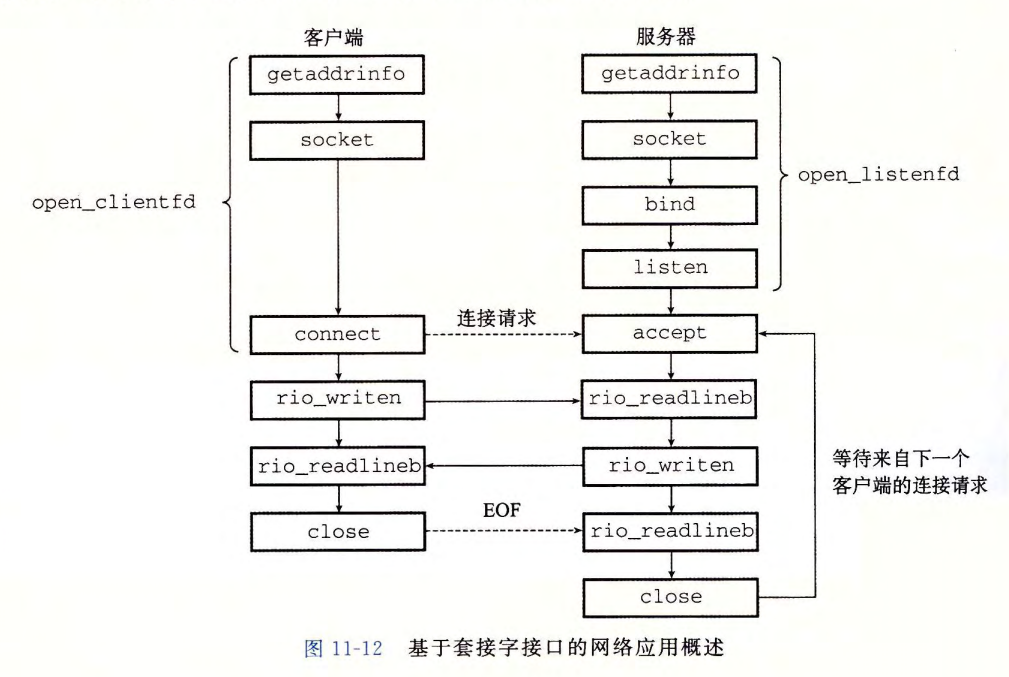 客户端
服务器
getaddrinfo
getaddrinfo
socket
socket
open_clientfd
open_listenfd
bind
listen
连接请求
connect
accept
rio_writen
rio_readlineb
rio_readlineb
rio_writen
等待来自下一个
客户端的连接请求
EOF
close
rio_readlineb
close
图 11-12 基于套接字接口的网络应用概述